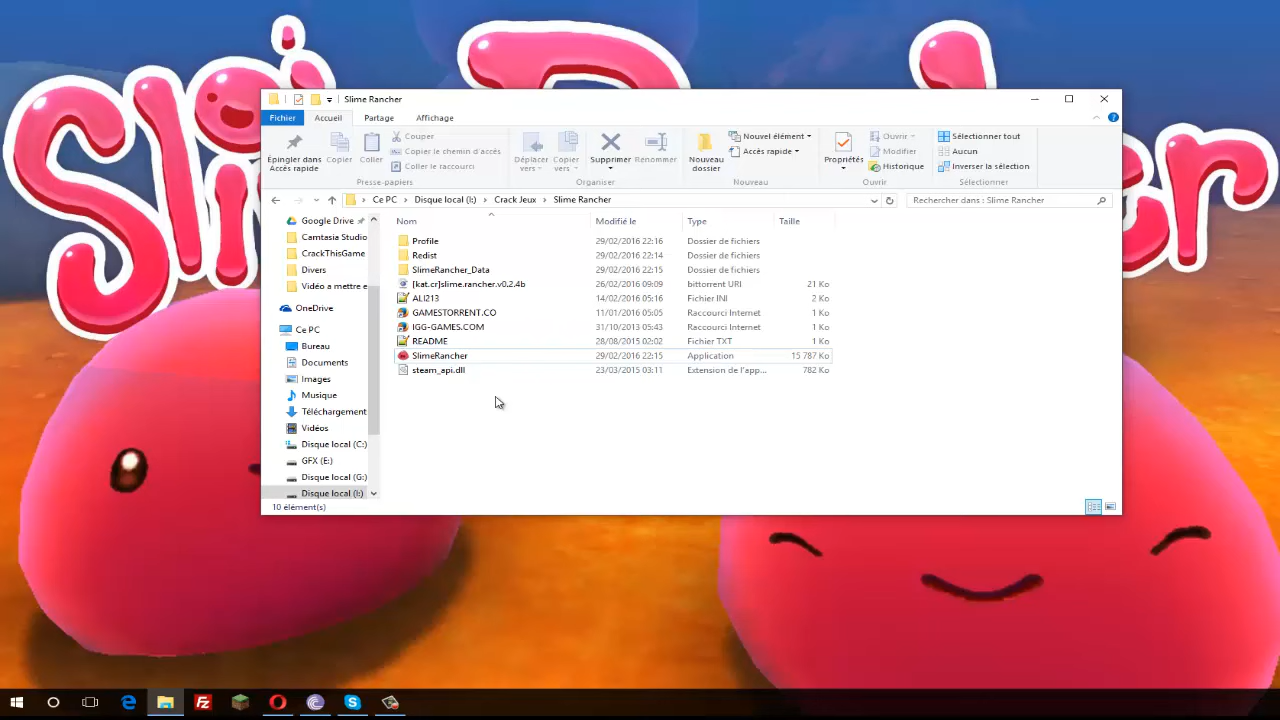 Slime Rancher
Fichier Accueil Partage Affichage
Épingler dans Accès rapide
Copier
Coller
Couper
Copier le chemin d'accès
Coller le raccourci
Presse-papiers
Déplacer vers
Copier vers
Supprimer
Renommer
Organiser
Nouveau dossier
Nouvel élément
Accès rapide
Nouveau
Propriétés
Ouvrir
Modifier
Historique
Ouvrir
Sélectionner tout
Aucun
Inverser la sélection
Sélectionner
Ce PC > Disque local (I:) > Crack Jeux > Slime Rancher
Rechercher dans : Slime Rancher
Google Drive
Camtasia Studio
CrackThisGame
Divers
Vidéo a mettre e
OneDrive
Ce PC
Bureau
Documents
Images
Musique
Téléchargement
Vidéos
Disque local (C:)
GFX (E:)
Disque local (G:)
Disque local (I:)
Nom Modifié le Type Taille
Profile 29/02/2016 22:16 Dossier de fichiers
Redist 29/02/2016 22:14 Dossier de fichiers
SlimeRancher_Data 29/02/2016 22:15 Dossier de fichiers
[kat.cr]slime.rancher.v0.2.4b 26/02/2016 09:09 bittorrent URI 21 Ko
ALI213 14/02/2016 05:16 Fichier INI 2 Ko
GAMESTORRENT.CO 11/01/2016 05:05 Raccourci Internet 1 Ko
IGG-GAMES.COM 31/10/2013 05:43 Raccourci Internet 1 Ko
README 28/08/2015 02:02 Fichier TXT 1 Ko
SlimeRancher 29/02/2016 22:15 Application 15 787 Ko
steam_api.dll 23/03/2015 03:11 Extension de l'app... 782 Ko
10 élément(s)